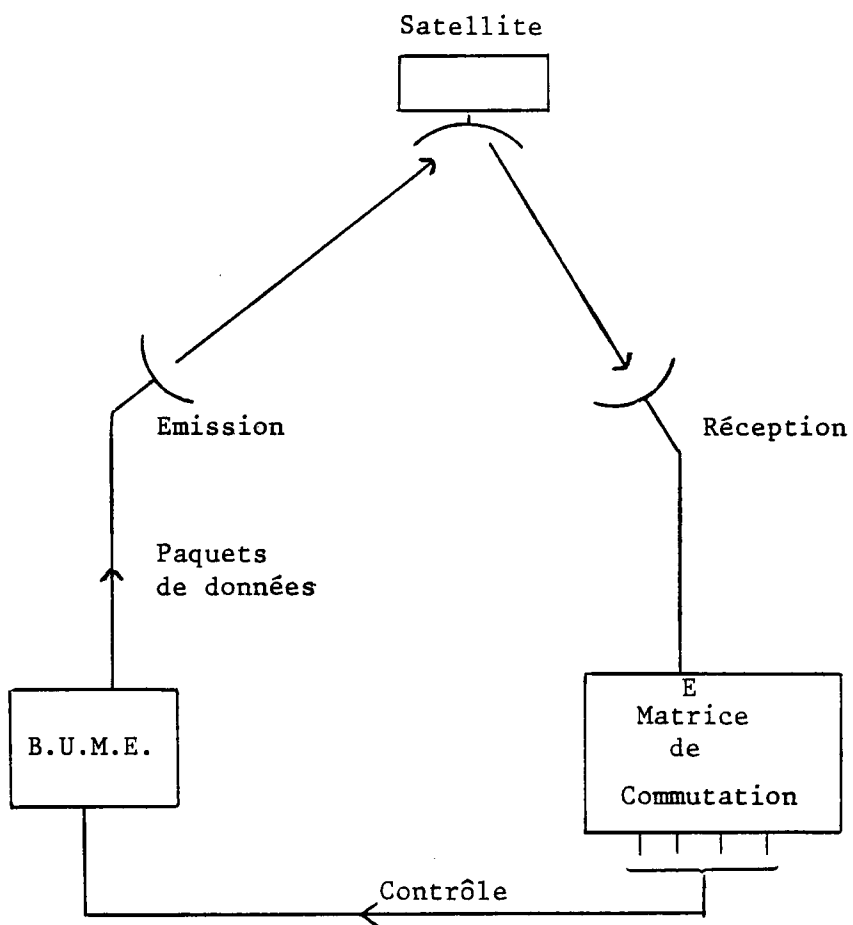 Satellite
Emission
Réception
Paquets
de données
B.U.M.E.
E
Matrice
de
Commutation
Contrôle